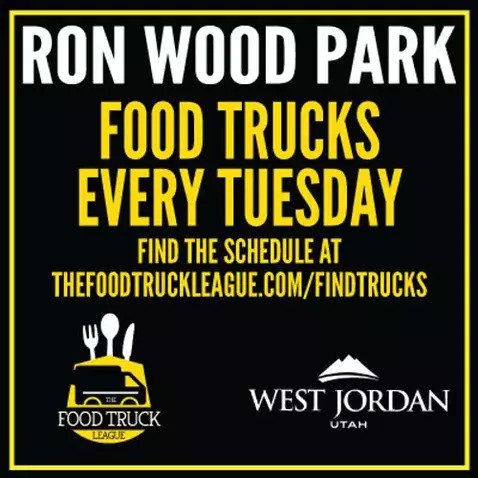 RON WOOD PARK
FOOD TRUCKS
EVERY TUESDAY
FIND THE SCHEDULE AT
THEFOODTRUCKLEAGUE.COM/FINDTRUCKS
THE
FOOD TRUCK
LEAGUE
WEST JORDAN
UTAH